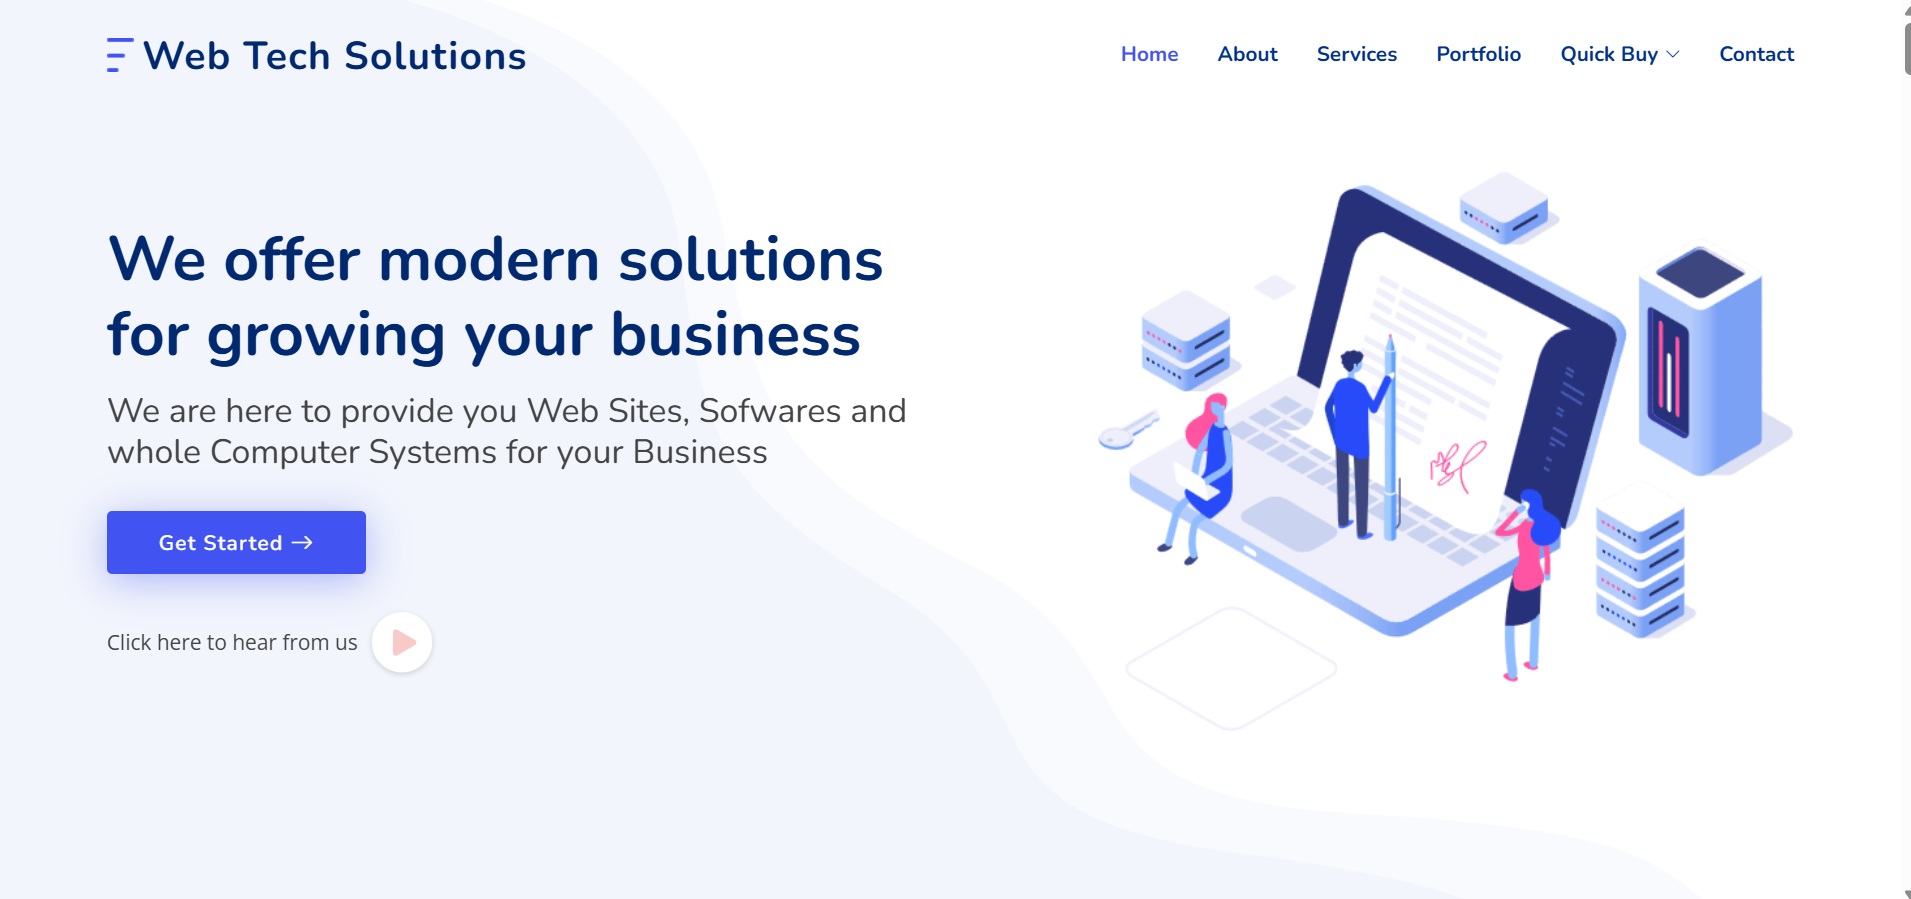 Web Tech Solutions
Home About Services Portfolio Quick Buy Contact
We offer modern solutions
for growing your business
We are here to provide you Web Sites, Sofwares and
whole Computer Systems for your Business
Get Started →
Click here to hear from us